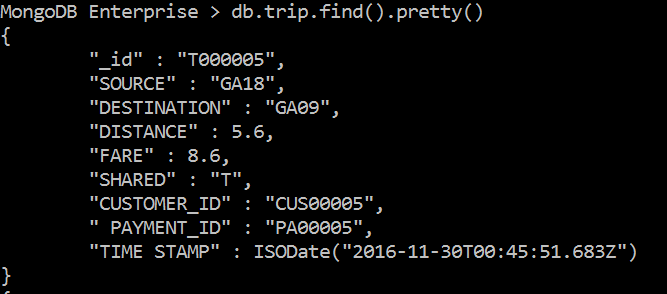 MongoDB Enterprise > db.trip.find().pretty()
{
        "_id" : "T000005",
        "SOURCE" : "GA18",
        "DESTINATION" : "GA09",
        "DISTANCE" : 5.6,
        "FARE" : 8.6,
        "SHARED" : "T",
        "CUSTOMER_ID" : "CUS00005",
        " PAYMENT_ID" : "PA00005",
        "TIME STAMP" : ISODate("2016-11-30T00:45:51.683Z")
}